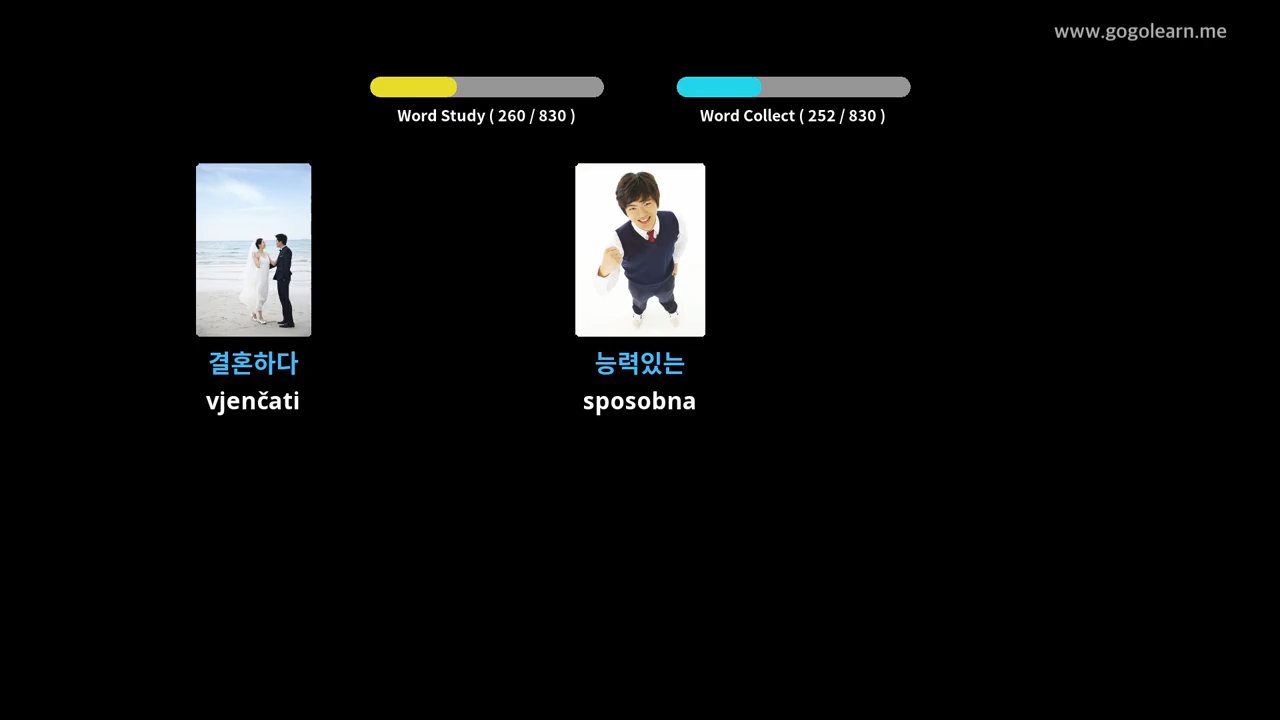 www.gogolearn.me
Word Study ( 260 / 830 )
Word Collect ( 252 / 830 )
결혼하다
vjenčati
능력있는
sposobna